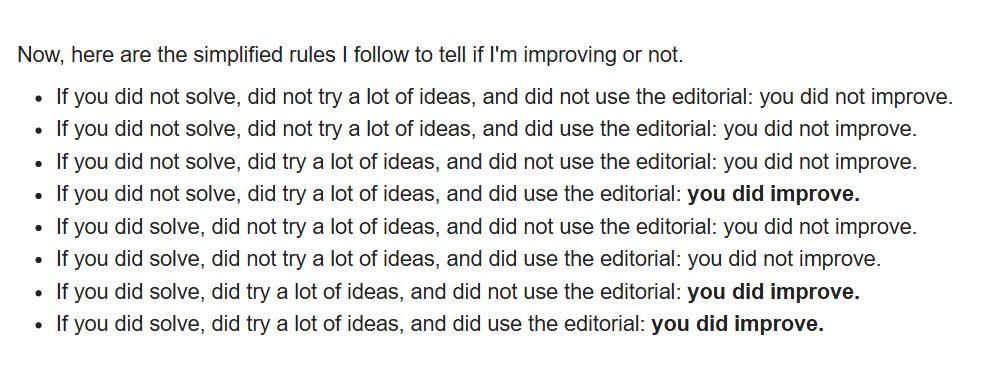 Now, here are the simplified rules I follow to tell if I'm improving or not.
• If you did not solve, did not try a lot of ideas, and did not use the editorial: you did not improve.
• If you did not solve, did not try a lot of ideas, and did use the editorial: you did not improve.
• If you did not solve, did try a lot of ideas, and did not use the editorial: you did not improve.
• If you did not solve, did try a lot of ideas, and did use the editorial: you did improve.
• If you did solve, did not try a lot of ideas, and did not use the editorial: you did not improve.
• If you did solve, did not try a lot of ideas, and did use the editorial: you did not improve.
• If you did solve, did try a lot of ideas, and did not use the editorial: you did improve.
• If you did solve, did try a lot of ideas, and did use the editorial: you did improve.